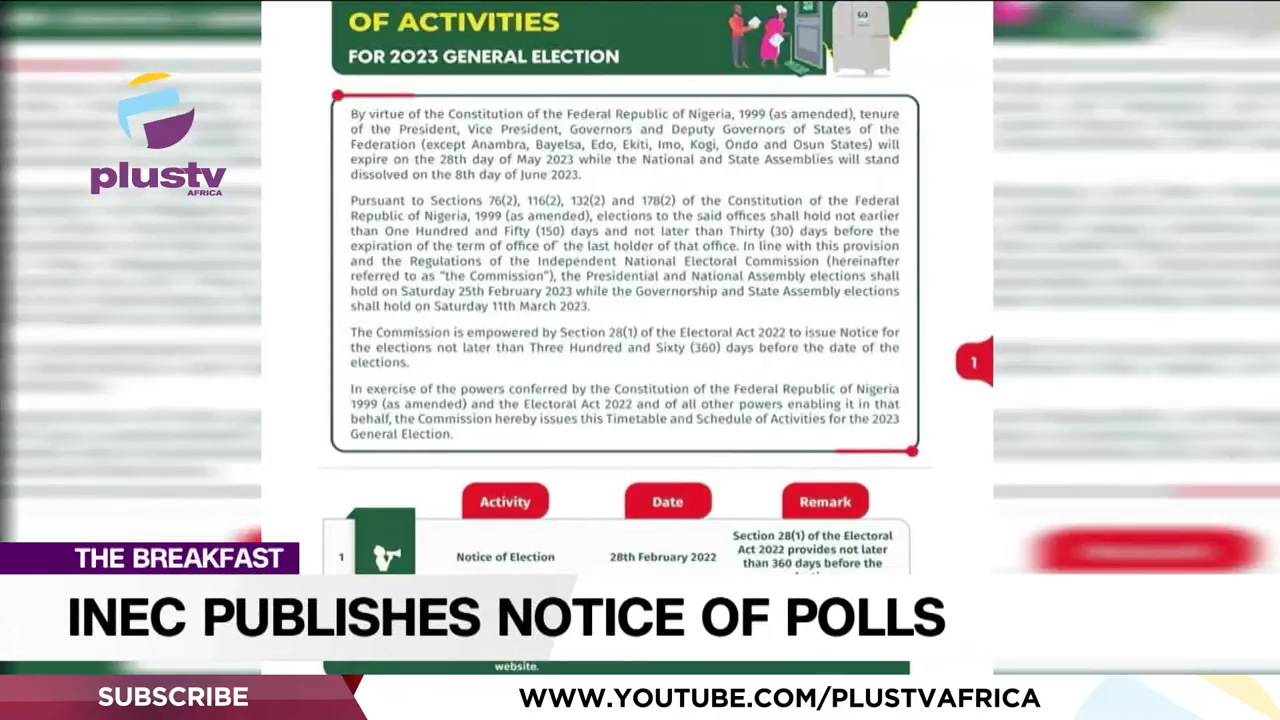 OF ACTIVITIES
FOR 2023 GENERAL ELECTION
plustv
AFRICA
By virtue of the Constitution of the Federal Republic of Nigeria, 1999 (as amended), tenure
of the President, Vice President, Governors and Deputy Governors of States of the
Federation (except Anambra, Bayelsa, Edo, Ekiti, Imo, Kogi, Ondo and Osun States) will
expire on the 28th day of May 2023 while the National and State Assemblies will stand
dissolved on the 8th day of June 2023.
Pursuant to Sections 76(2), 116(2), 132(2) and 178(2) of the Constitution of the Federal
Republic of Nigeria, 1999 (as amended), elections to the said offices shall hold not earlier
than One Hundred and Fifty (150) days and not later than Thirty (30) days before the
expiration of the term of office of the last holder of that office. In line with this provision
and the Regulations of the Independent National Electoral Commission (hereinafter
referred to as "the Commission"), the Presidential and National Assembly elections shall
hold on Saturday 25th February 2023 while the Governorship and State Assembly elections
shall hold on Saturday 11th March 2023.
The Commission is empowered by Section 28(1) of the Electoral Act 2022 to issue Notice for
the elections not later than Three Hundred and Sixty (360) days before the date of the
elections.
1
In exercise of the powers conferred by the Constitution of the Federal Republic of Nigeria
1999 (as amended) and the Electoral Act 2022 and of all other powers enabling it in that
behalf, the Commission hereby issues this Timetable and Schedule of Activities for the 2023
General Election.
Activity Date Remark
1 Notice of Election 28th February 2022 Section 28(1) of the Electoral
Act 2022 provides not later
than 360 days before the
THE BREAKFAST
INEC PUBLISHES NOTICE OF POLLS
website.
SUBSCRIBE WWW.YOUTUBE.COM/PLUSTVAFRICA